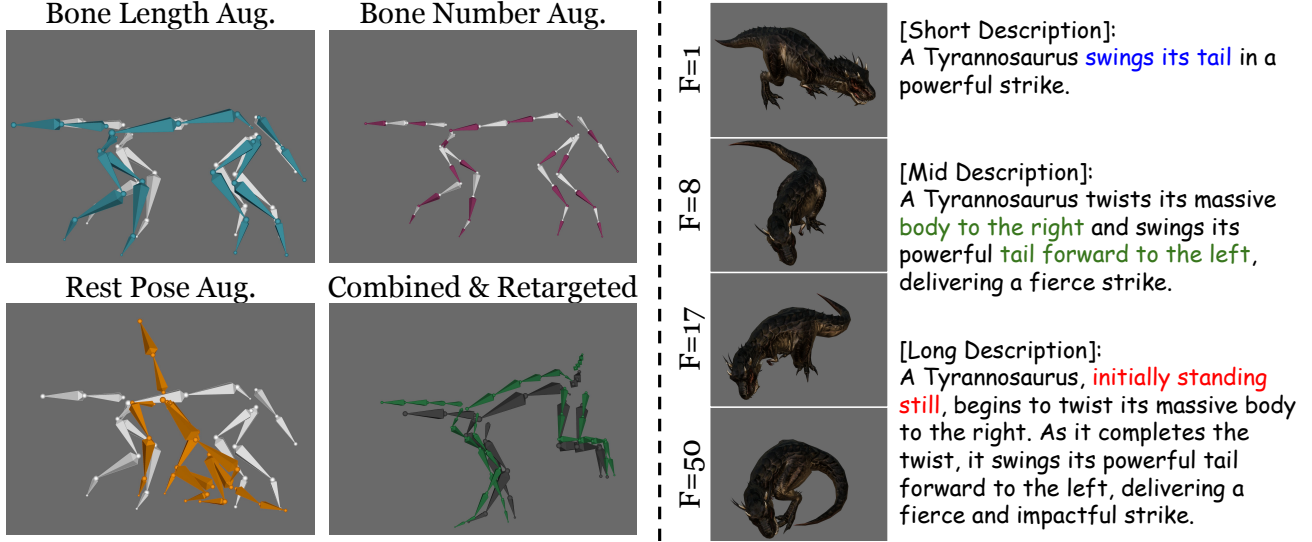 Bone Length Aug.
Bone Number Aug.
Rest Pose Aug.
Combined & Retargeted
F=1
F=8
F=17
F=50
[Short Description]:
A Tyrannosaurus swings its tail in a
powerful strike.
[Mid Description]:
A Tyrannosaurus twists its massive
body to the right and swings its
powerful tail forward to the left,
delivering a fierce strike.
[Long Description]:
A Tyrannosaurus, initially standing
still, begins to twist its massive body
to the right. As it completes the
twist, it swings its powerful tail
forward to the left, delivering a
fierce and impactful strike.